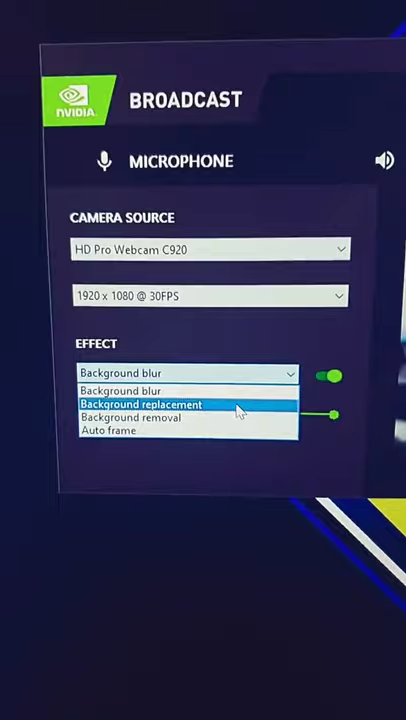 NVIDIA
BROADCAST
MICROPHONE
CAMERA SOURCE
HD Pro Webcam C920
1920 x 1080 @ 30FPS
EFFECT
Background blur
Background blur
Background replacement
Background removal
Auto frame